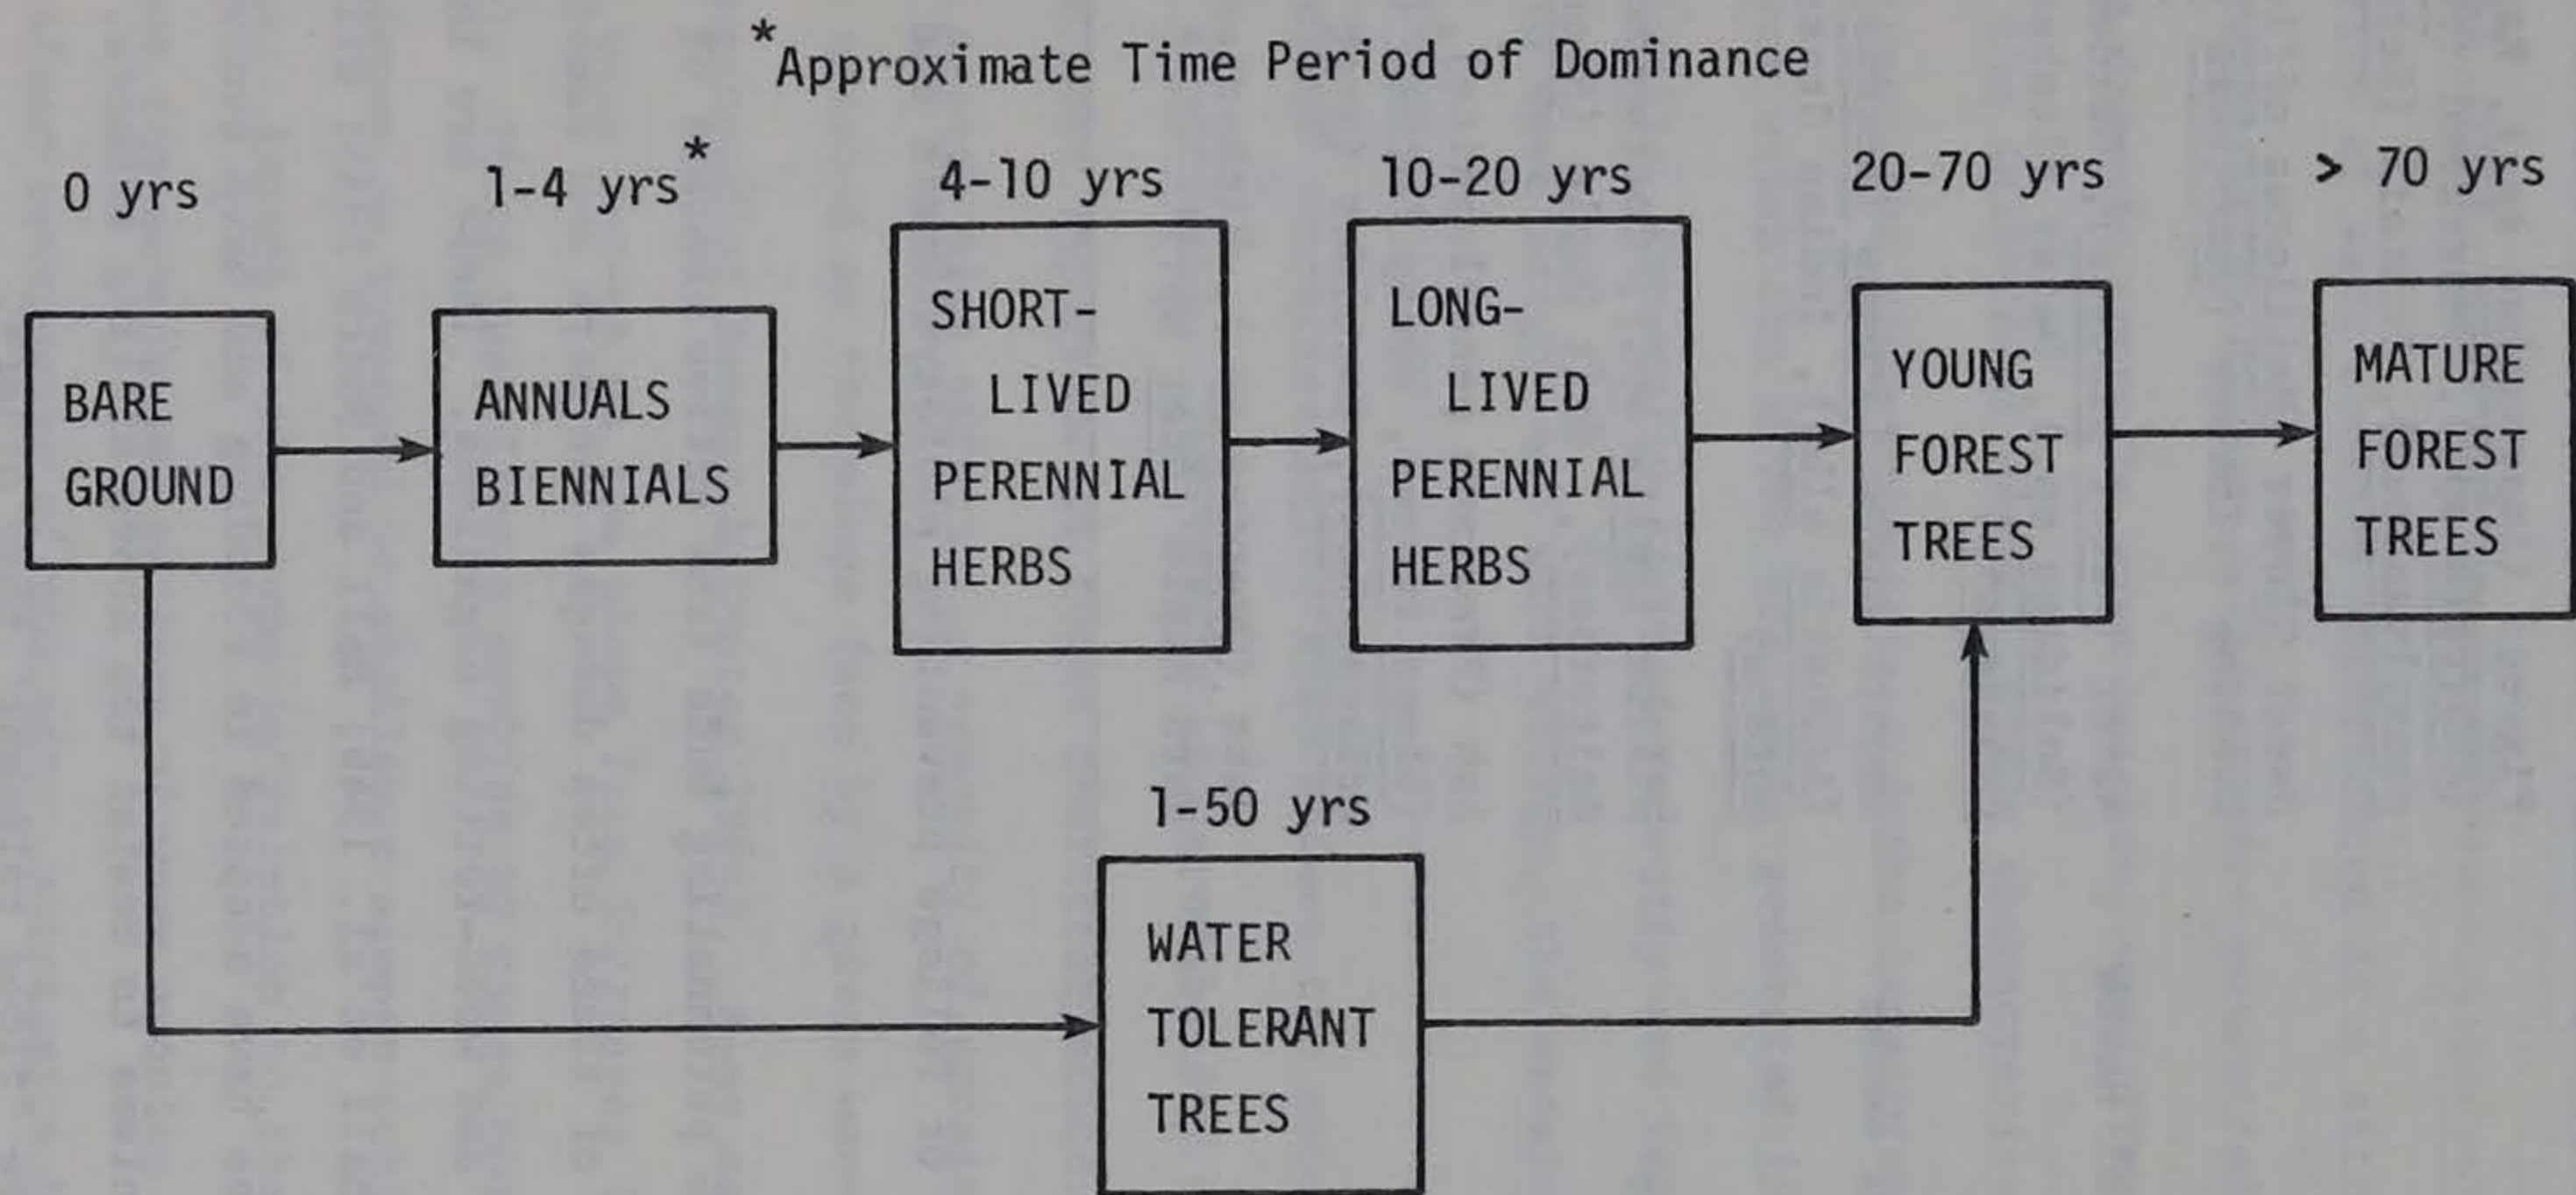 *Approximate Time Period of Dominance
0 yrs
1-4 yrs*
4-10 yrs
10-20 yrs
20-70 yrs
> 70 yrs
BARE
GROUND
ANNUALS
BIENNIALS
SHORT-
LIVED
PERENNIAL
HERBS
LONG-
LIVED
PERENNIAL
HERBS
YOUNG
FOREST
TREES
MATURE
FOREST
TREES
1-50 yrs
WATER
TOLERANT
TREES